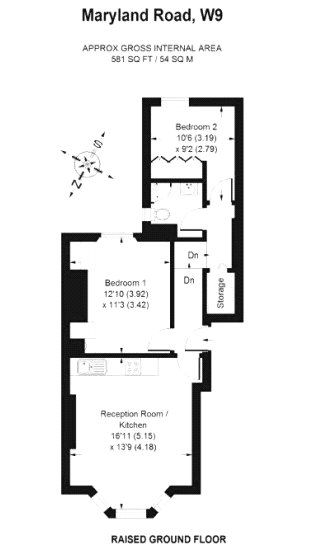 Maryland Road, W9
APPROX GROSS INTERNAL AREA
581 SQ FT / 54 SQ M
Bedroom 2
10'6 (3.19)
x 9'2 (2.79)
S
N
Dn
Dn
Storage
Bedroom 1
12'10 (3.92)
x 11'3 (3.42)
Reception Room /
Kitchen
16'11 (5.15)
x 13'9 (4.18)
RAISED GROUND FLOOR